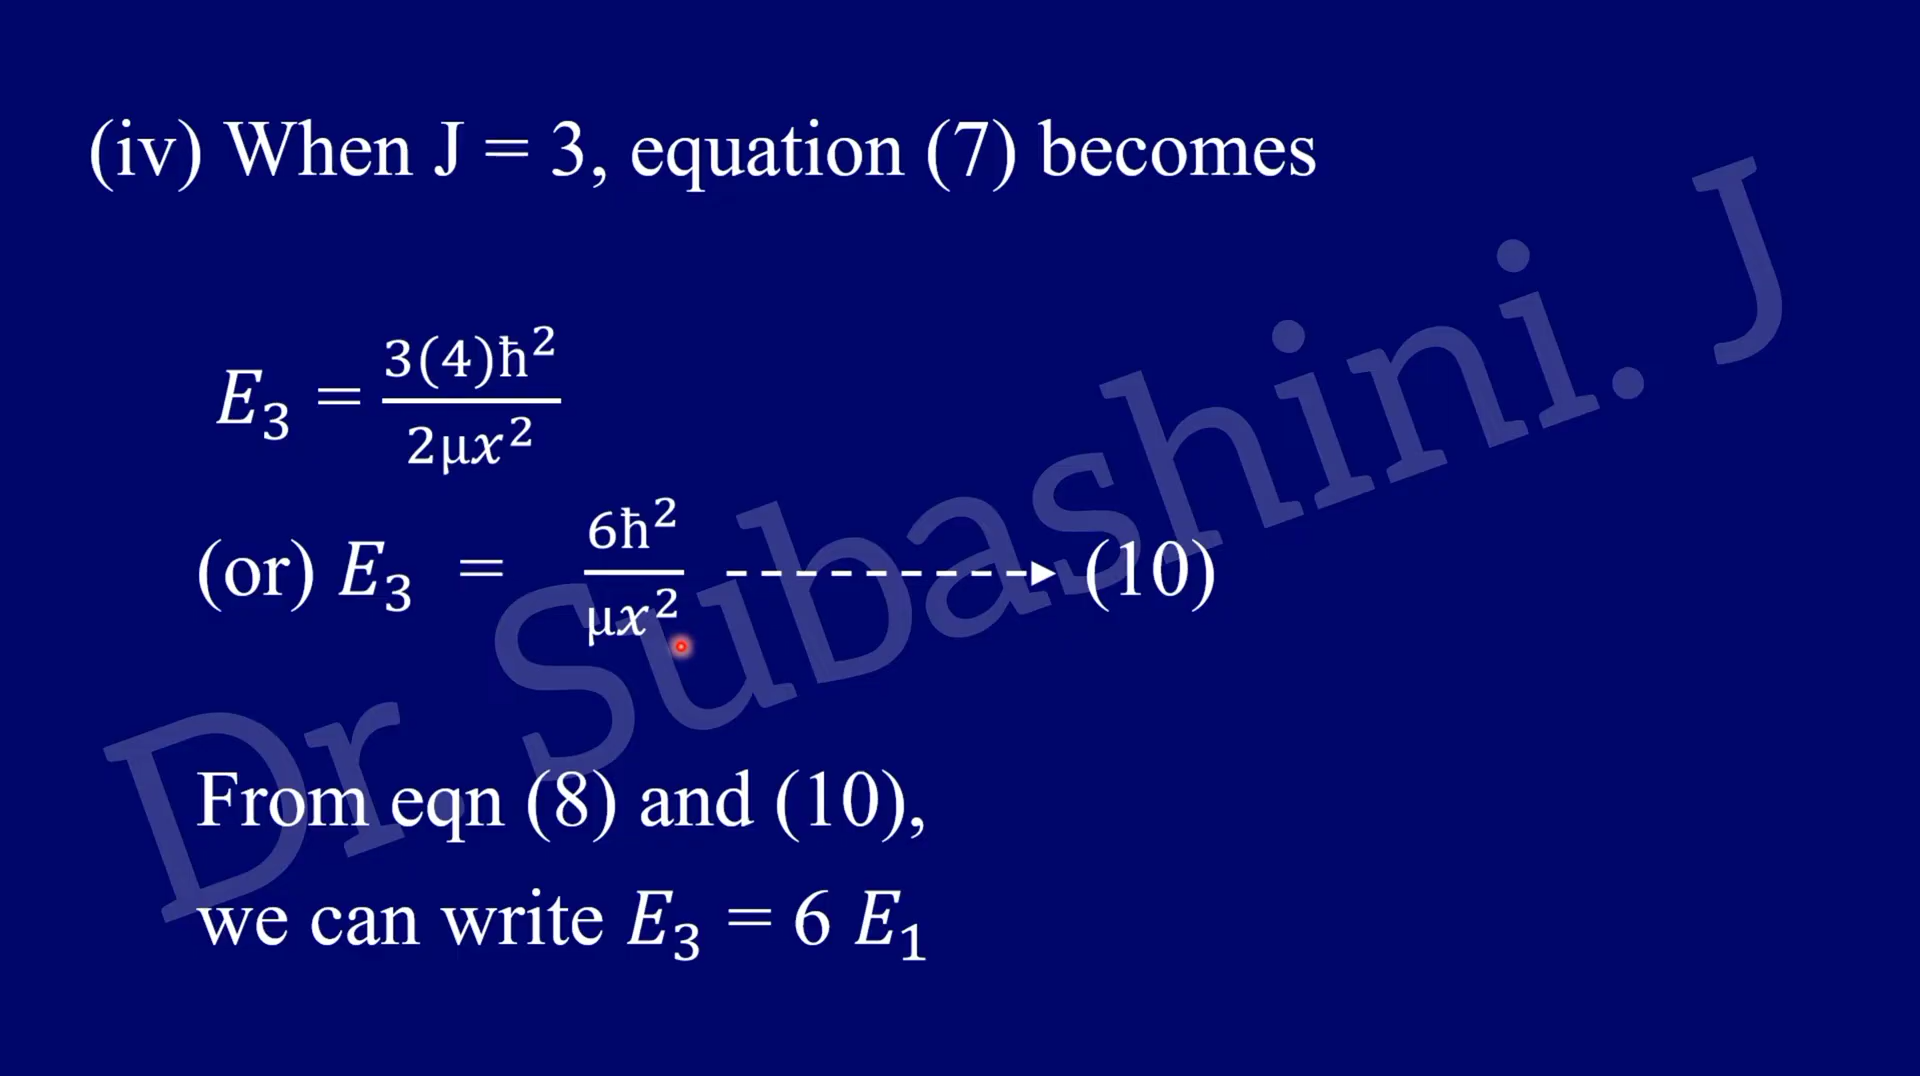 (iv) When J = 3, equation (7) becomes
E₃ = 3(4)ħ² / 2µx²
(or) E₃ = 6ħ² / µx² ---------► (10)
Dr Subashini. J
From eqn (8) and (10),
we can write E₃ = 6 E₁